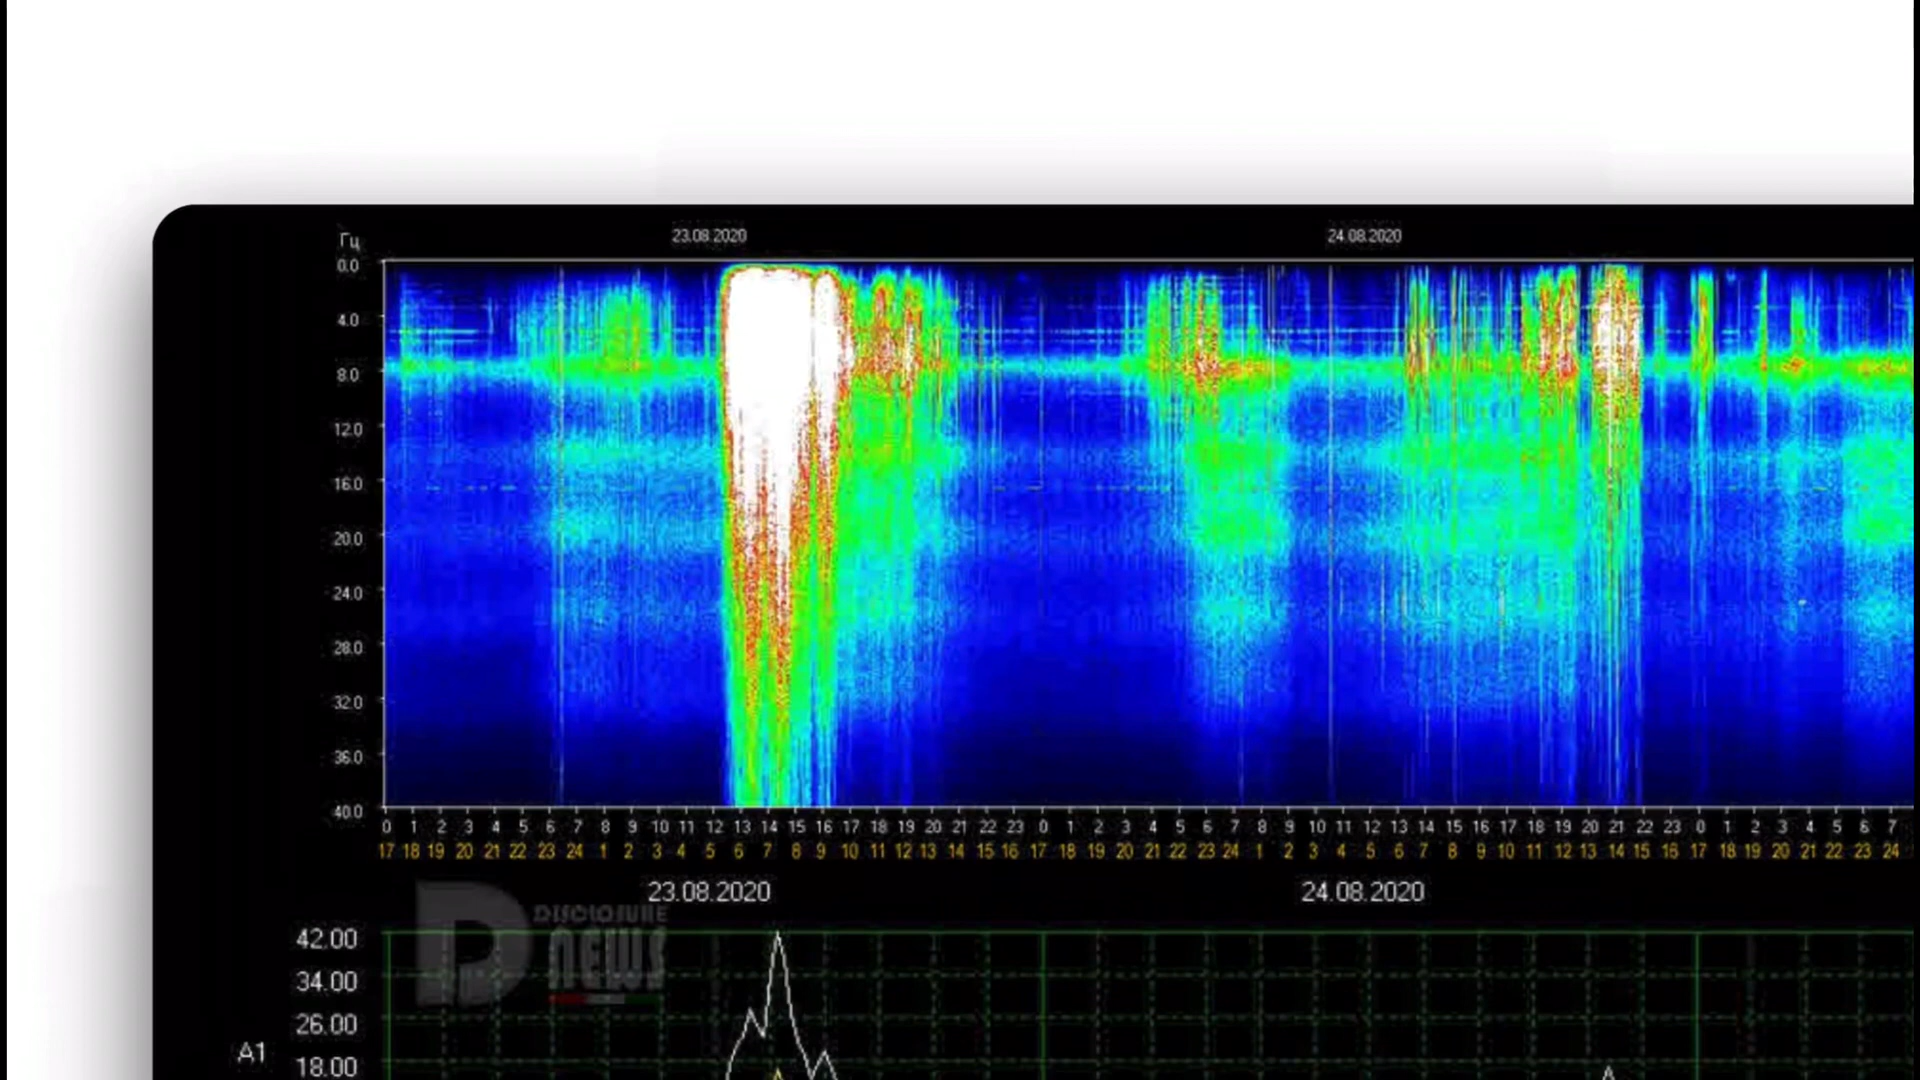 23.08.2020 24.08.2020
Гц
0.0
4.0
8.0
12.0
16.0
20.0
24.0
28.0
32.0
36.0
40.0
0 1 2 3 4 5 6 7 8 9 10 11 12 13 14 15 16 17 18 19 20 21 22 23 0 1 2 3 4 5 6 7 8 9 10 11 12 13 14 15 16 17 18 19 20 21 22 23 0 1 2 3 4 5 6 7
17 18 19 20 21 22 23 24 1 2 3 4 5 6 7 8 9 10 11 12 13 14 15 16 17 18 19 20 21 22 23 24 1 2 3 4 5 6 7 8 9 10 11 12 13 14 15 16 17 18 19 20 21 22 23 24
23.08.2020 24.08.2020
DISCLOSURE
NEWS
42.00
34.00
26.00
A1
18.00